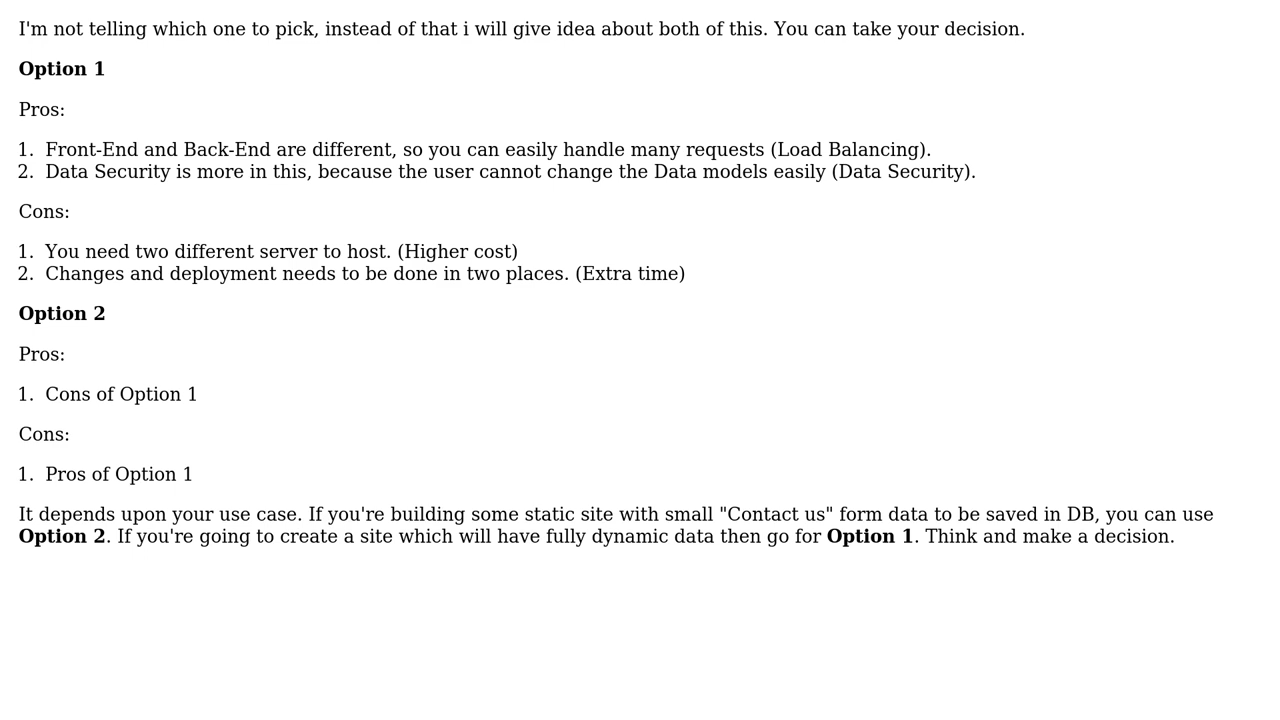 I'm not telling which one to pick, instead of that i will give idea about both of this. You can take your decision.
Option 1
Pros:
1. Front-End and Back-End are different, so you can easily handle many requests (Load Balancing).
2. Data Security is more in this, because the user cannot change the Data models easily (Data Security).
Cons:
1. You need two different server to host. (Higher cost)
2. Changes and deployment needs to be done in two places. (Extra time)
Option 2
Pros:
1. Cons of Option 1
Cons:
1. Pros of Option 1
It depends upon your use case. If you're building some static site with small "Contact us" form data to be saved in DB, you can use
Option 2. If you're going to create a site which will have fully dynamic data then go for Option 1. Think and make a decision.